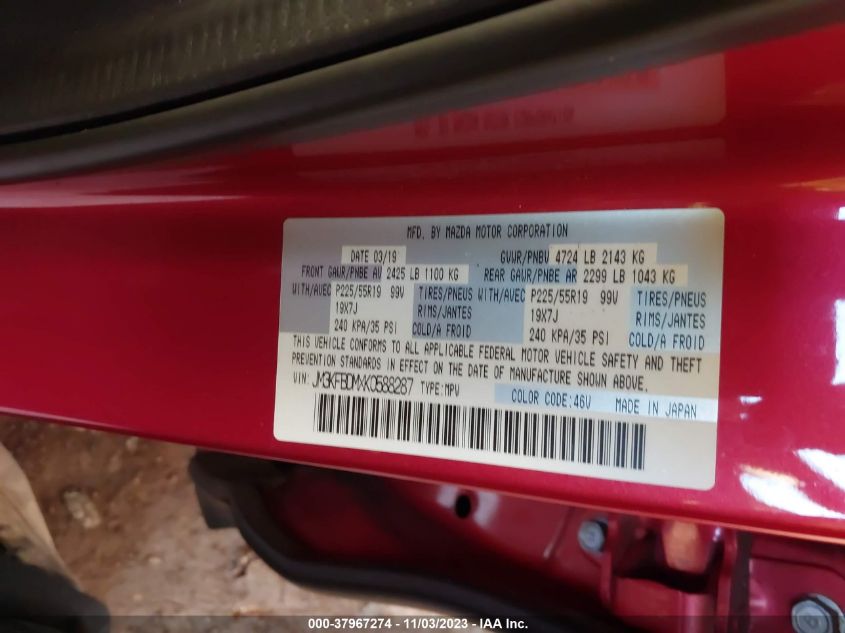 MFD. BY MAZDA MOTOR CORPORATION
DATE 03/19 GVWR/PNBV 4724 LB 2143 KG
FRONT GAWR/PNBE AV 2425 LB 1100 KG REAR GAWR/PNBE AR 2299 LB 1043 KG
WITH/AVEC P225/55R19 99V TIRES/PNEUS WITH/AVEC P225/55R19 99V TIRES/PNEUS
19X7J RIMS/JANTES 19X7J RIMS/JANTES
240 KPA/35 PSI COLD/A FROID 240 KPA/35 PSI COLD/A FROID
THIS VEHICLE CONFORMS TO ALL APPLICABLE FEDERAL MOTOR VEHICLE SAFETY AND THEFT
PREVENTION STANDARDS IN EFFECT ON THE DATE OF MANUFACTURE SHOWN ABOVE.
VIN: JM3KFBDMXK0588287 TYPE:MPV
COLOR CODE:46V MADE IN JAPAN
000-37967274 - 11/03/2023 - IAA Inc.